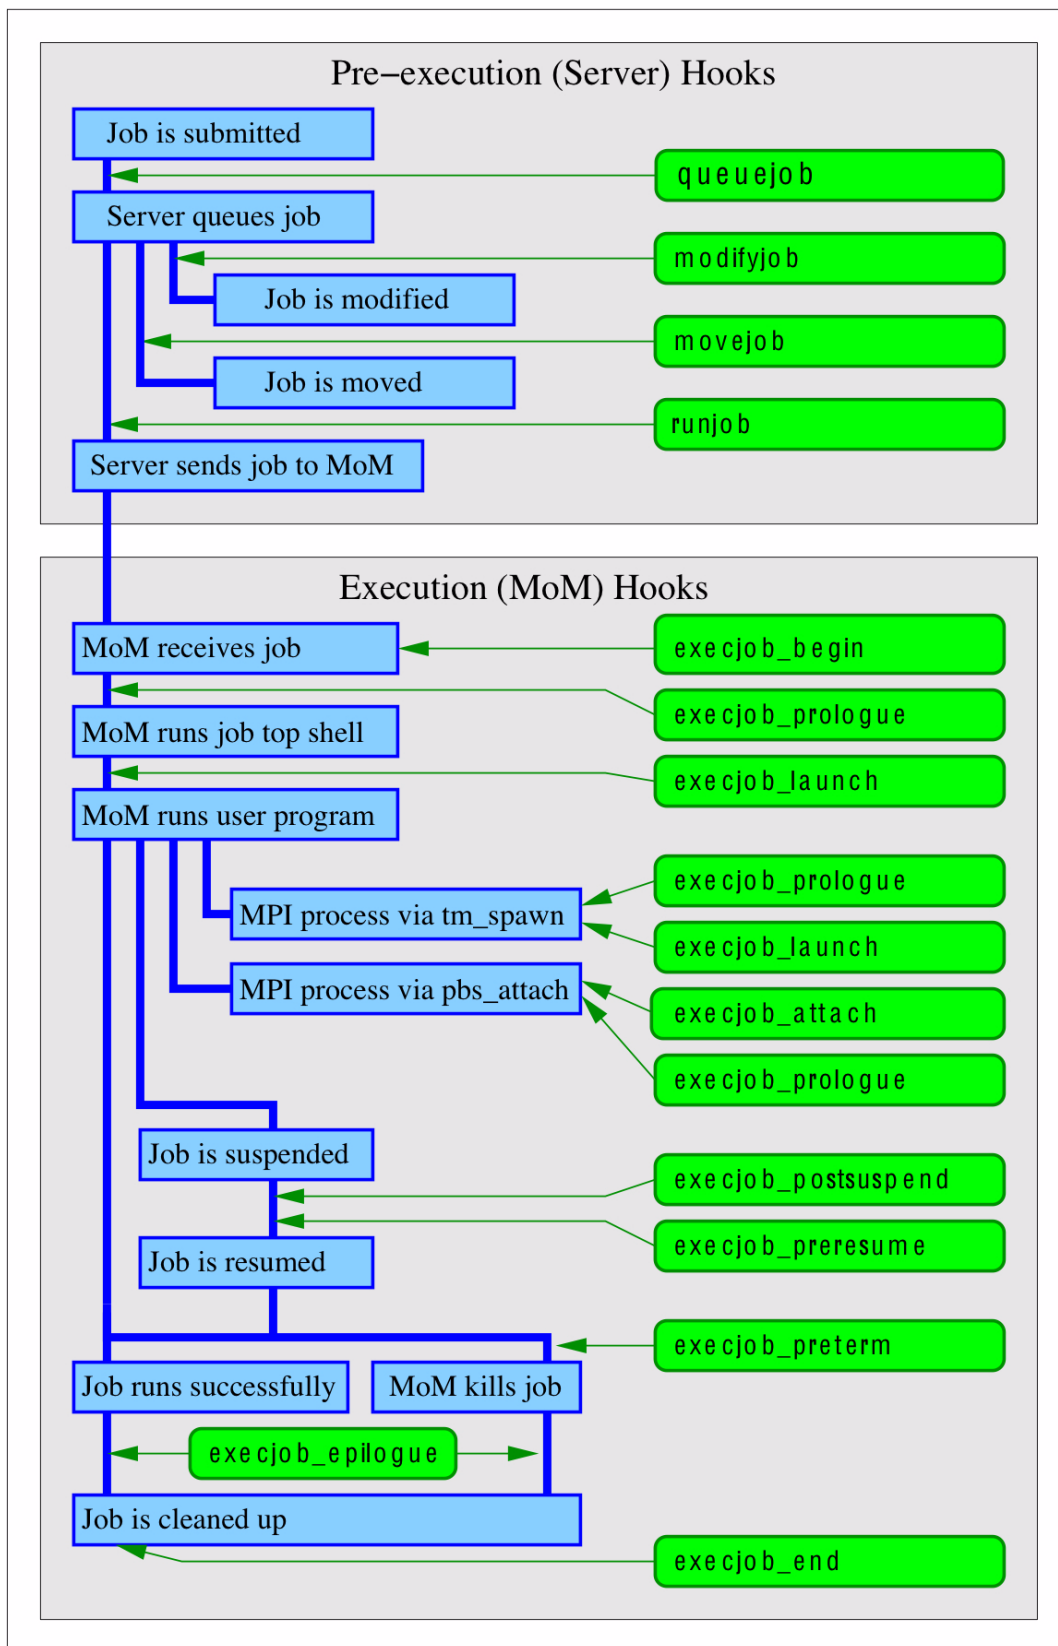 Pre−execution (Server) Hooks
Job is submitted
queuejob
Server queues job
modifyjob
Job is modified
movejob
Job is moved
runjob
Server sends job to MoM
Execution (MoM) Hooks
MoM receives job
execjob_begin
execjob_prologue
MoM runs job top shell
execjob_launch
MoM runs user program
execjob_prologue
MPI process via tm_spawn
execjob_launch
MPI process via pbs_attach
execjob_attach
execjob_prologue
Job is suspended
execjob_postsuspend
execjob_preresume
Job is resumed
execjob_preterm
Job runs successfully
MoM kills job
execjob_epilogue
Job is cleaned up
execjob_end